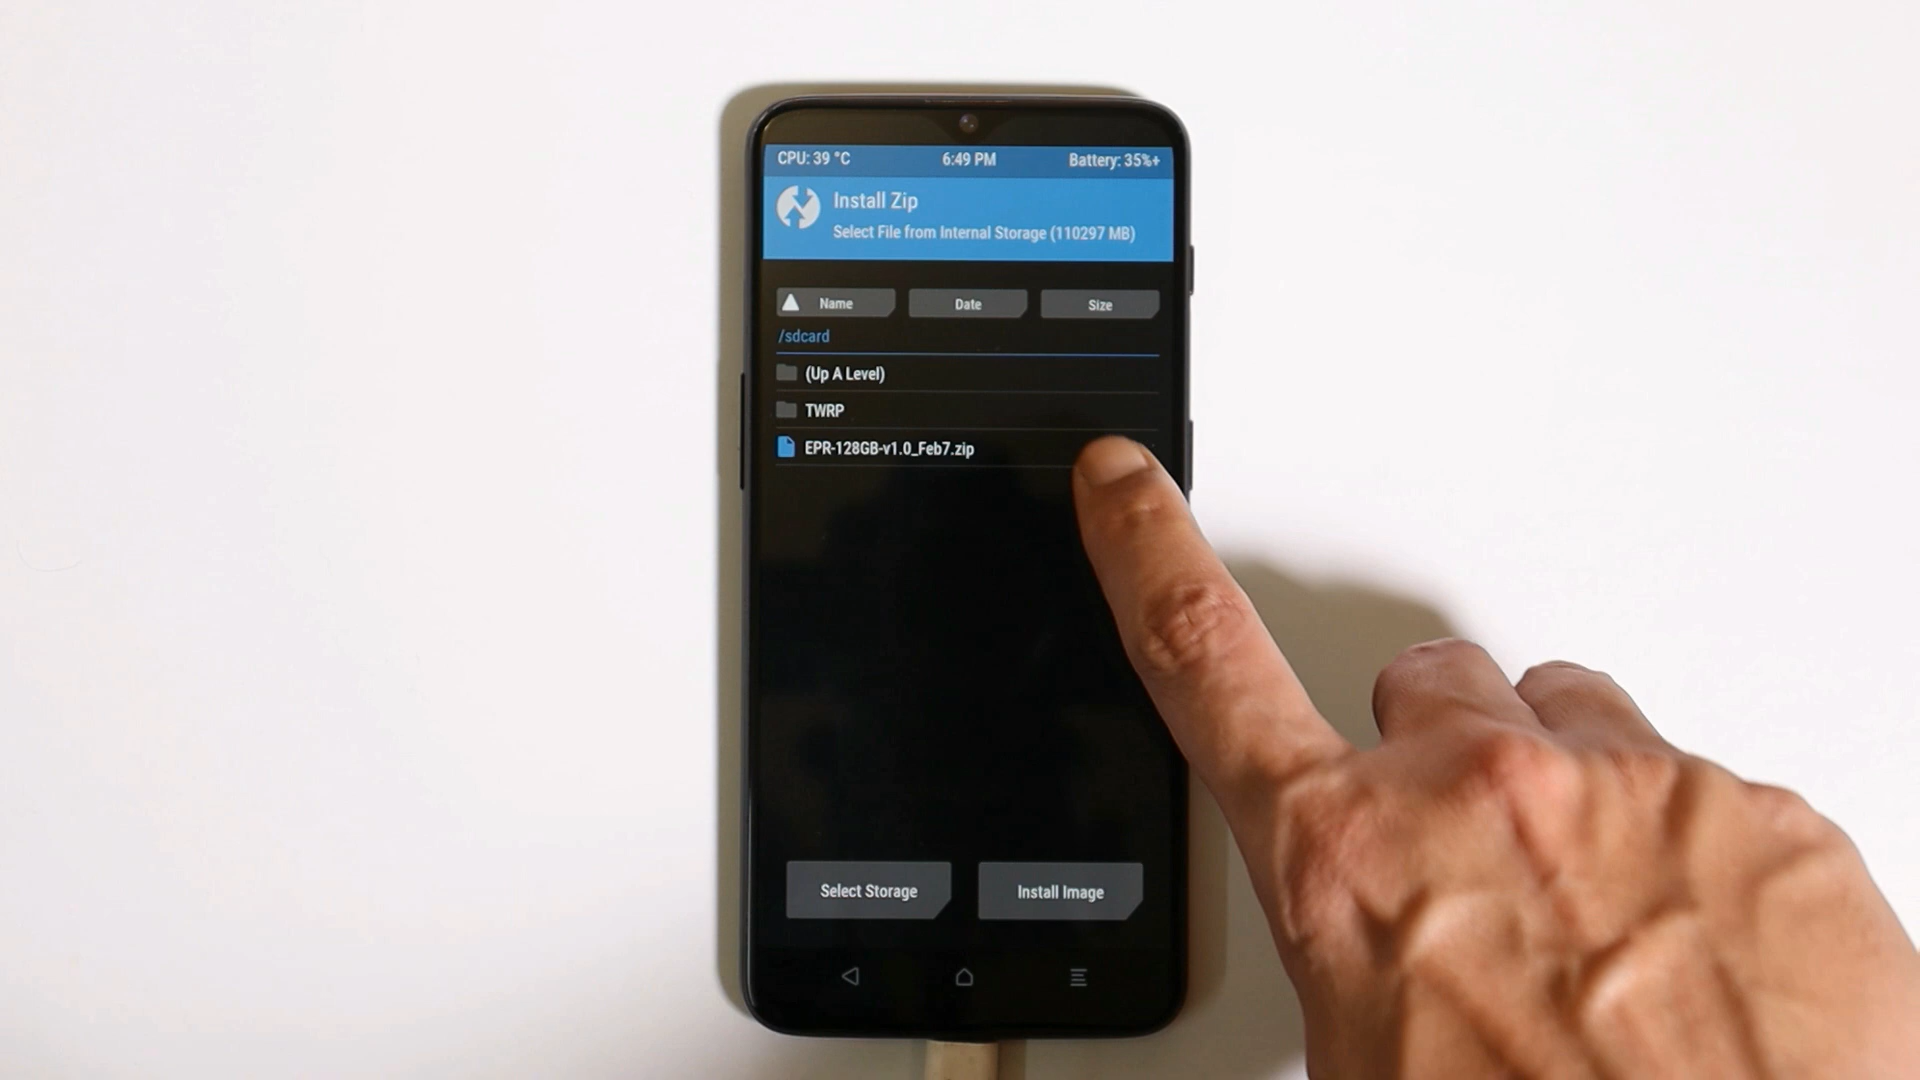 CPU: 39 °C 6:49 PM Battery: 35%+
Install Zip
Select File from Internal Storage (110297 MB)
Name Date Size
/sdcard
(Up A Level)
TWRP
EPR-128GB-v1.0_Feb7.zip
Select Storage Install Image